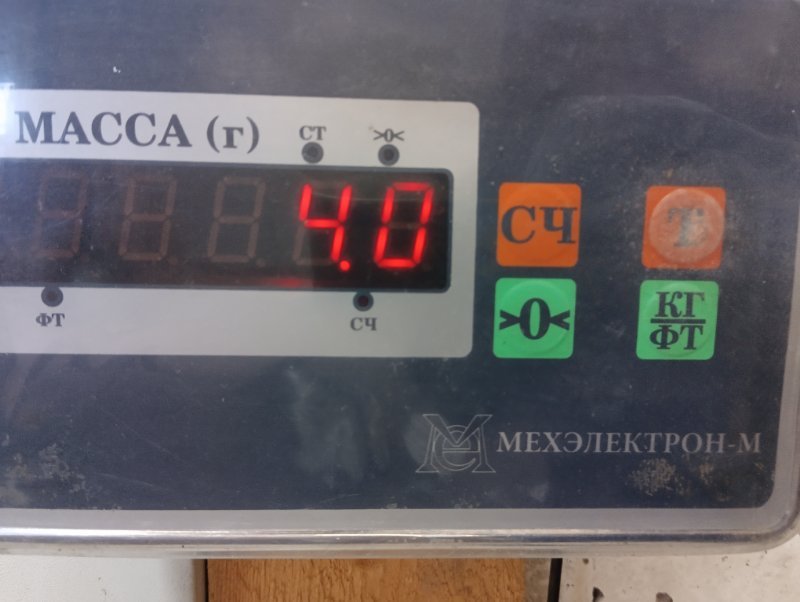 МАССА (г)
СТ
>0<
4.0
ФТ
СЧ
СЧ
Т
>0<
КГ
ФТ
МЕХЭЛЕКТРОН-М